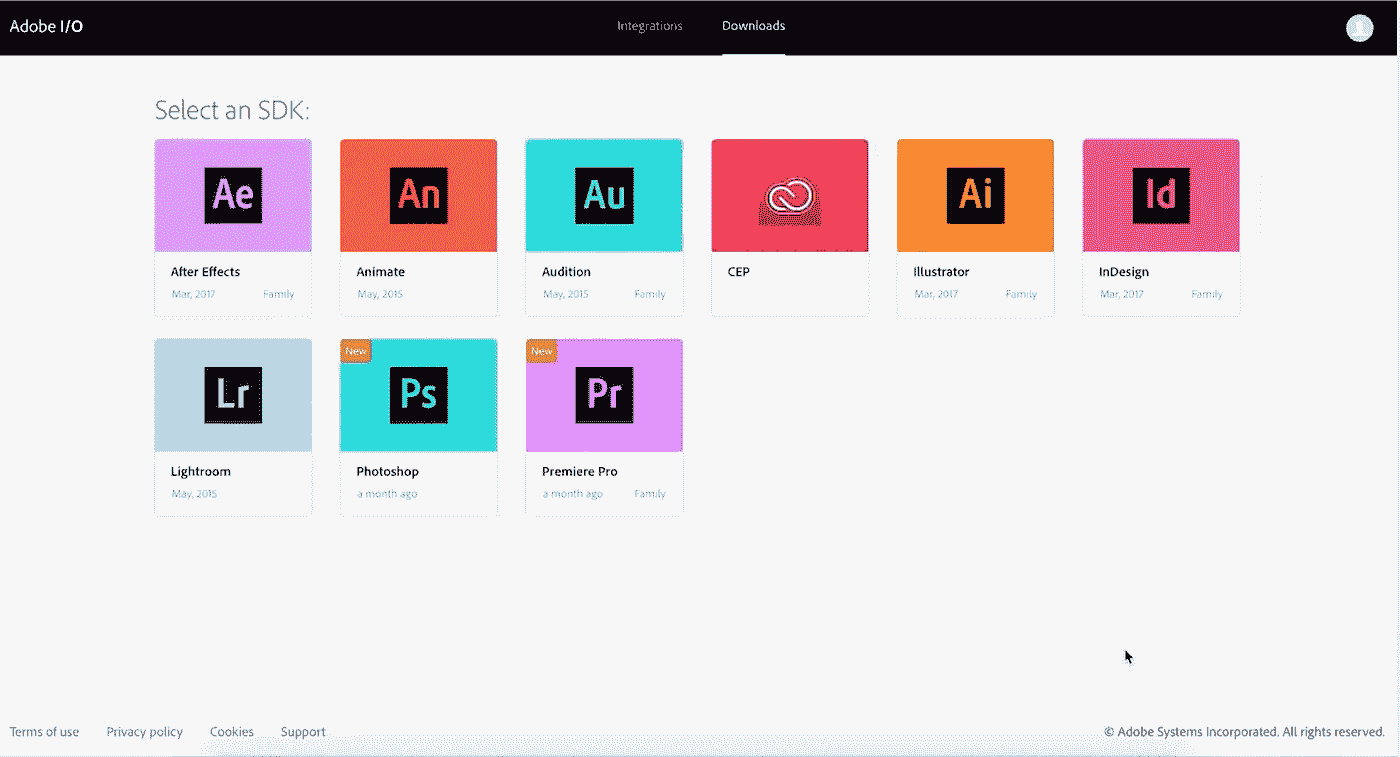 Adobe I/O Integrations Downloads
Select an SDK:
Ae An Au Ai Id
After Effects Animate Audition CEP Illustrator InDesign
Mar, 2017 Family May, 2015 May, 2015 Family Mar, 2017 Family Mar, 2017 Family
New New
Lr Ps Pr
Lightroom Photoshop Premiere Pro
May, 2015 a month ago a month ago Family
Terms of use Privacy policy Cookies Support © Adobe Systems Incorporated. All rights reserved.